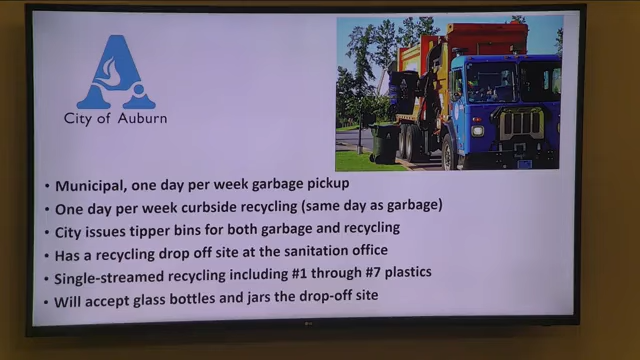 City of Auburn
• Municipal, one day per week garbage pickup
• One day per week curbside recycling (same day as garbage)
• City issues tipper bins for both garbage and recycling
• Has a recycling drop off site at the sanitation office
• Single-streamed recycling including #1 through #7 plastics
• Will accept glass bottles and jars the drop-off site
LG